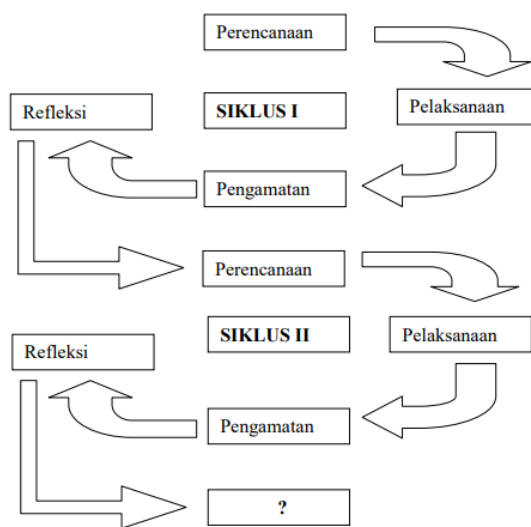 Perencanaan
Refleksi
SIKLUS I
Pelaksanaan
Pengamatan
Perencanaan
Refleksi
SIKLUS II
Pelaksanaan
Pengamatan
?